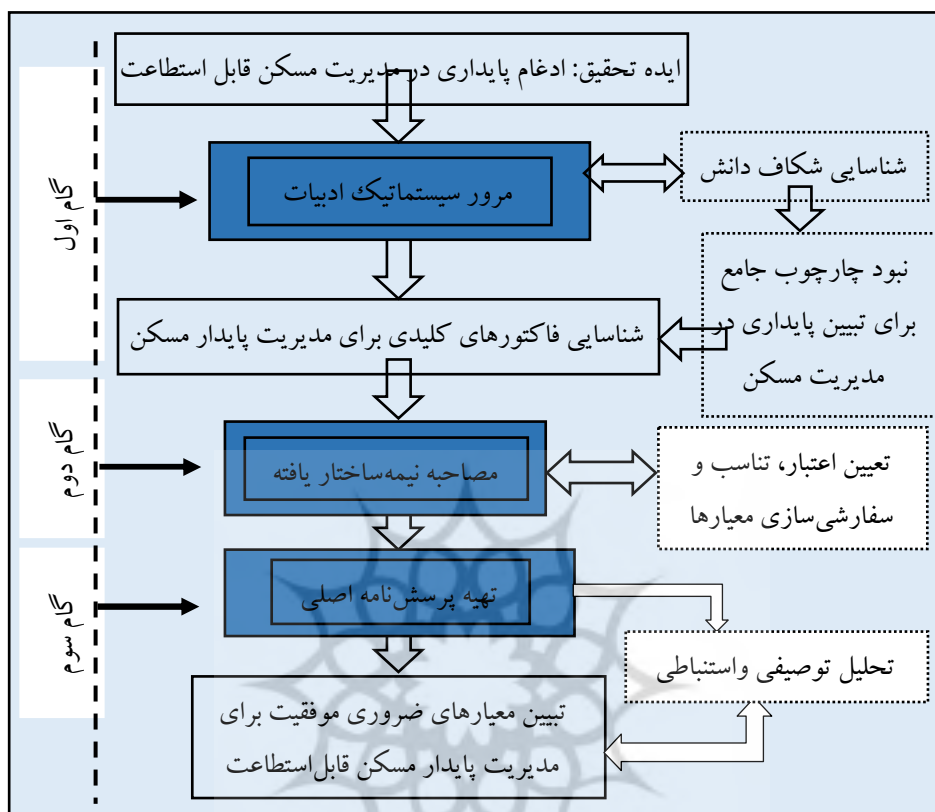 ایده تحقیق: ادغام پایداری در مدیریت مسکن قابل استطاعت
گام اول
مرور سیستماتیک ادبیات
شناسایی شکاف دانش
نبود چارچوب جامع
برای تبیین پایداری در
مدیریت مسکن
شناسایی فاکتورهای کلیدی برای مدیریت پایدار مسکن
گام دوم
مصاحبه نیمه‌ساختار یافته
تعیین اعتبار، تناسب و
سفارشی‌سازی معیارها
گام سوم
تهیه پرسش‌نامه اصلی
تحلیل توصیفی واستنباطی
تبیین معیارهای ضروری موفقیت برای
مدیریت پایدار مسکن قابل‌استطاعت